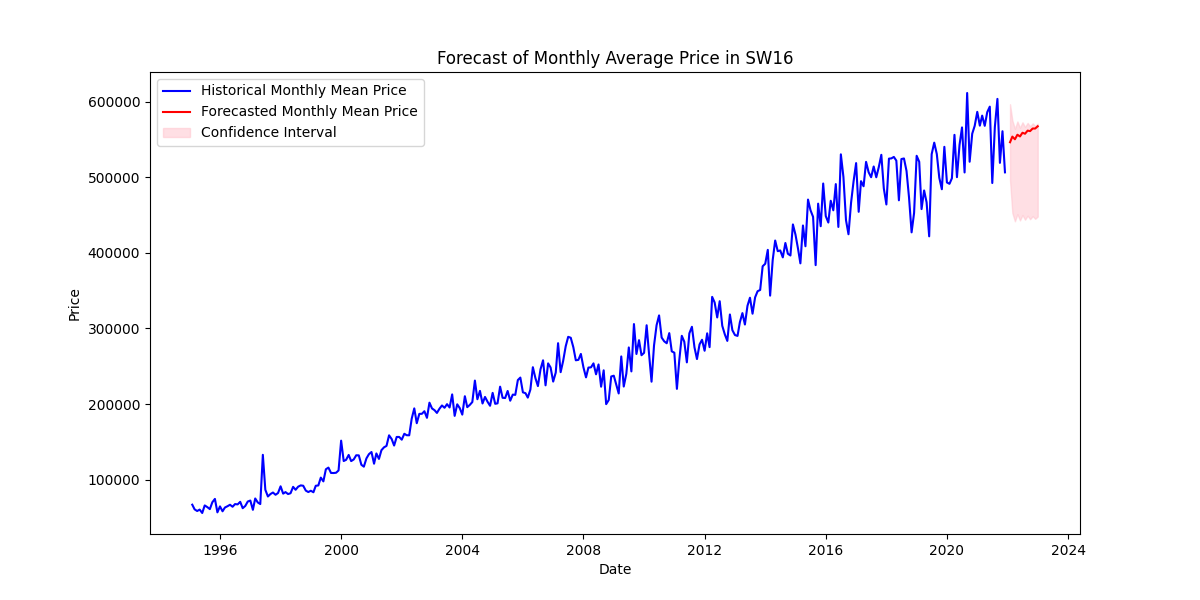 Forecast of Monthly Average Price in SW16
Historical Monthly Mean Price
Forecasted Monthly Mean Price
Confidence Interval
600000
500000
400000
300000
200000
100000
Price
1996 2000 2004 2008 2012 2016 2020 2024
Date